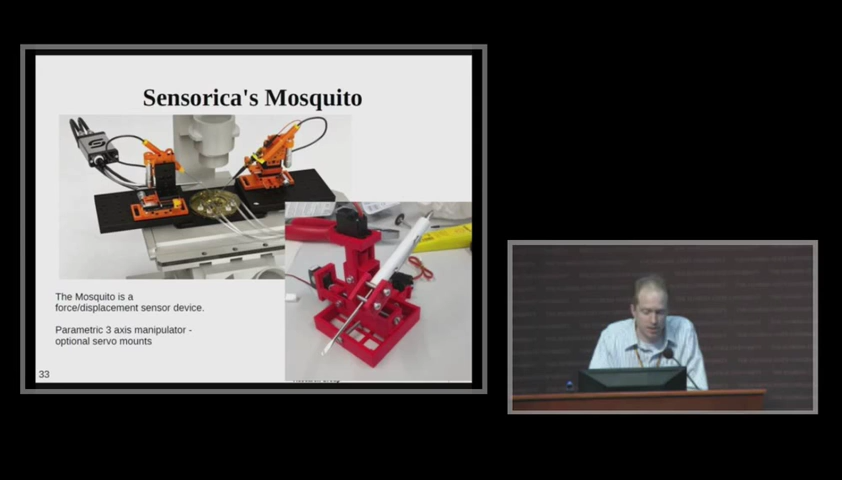 Sensorica's Mosquito
The Mosquito is a
force/displacement sensor device.
Parametric 3 axis manipulator -
optional servo mounts
33